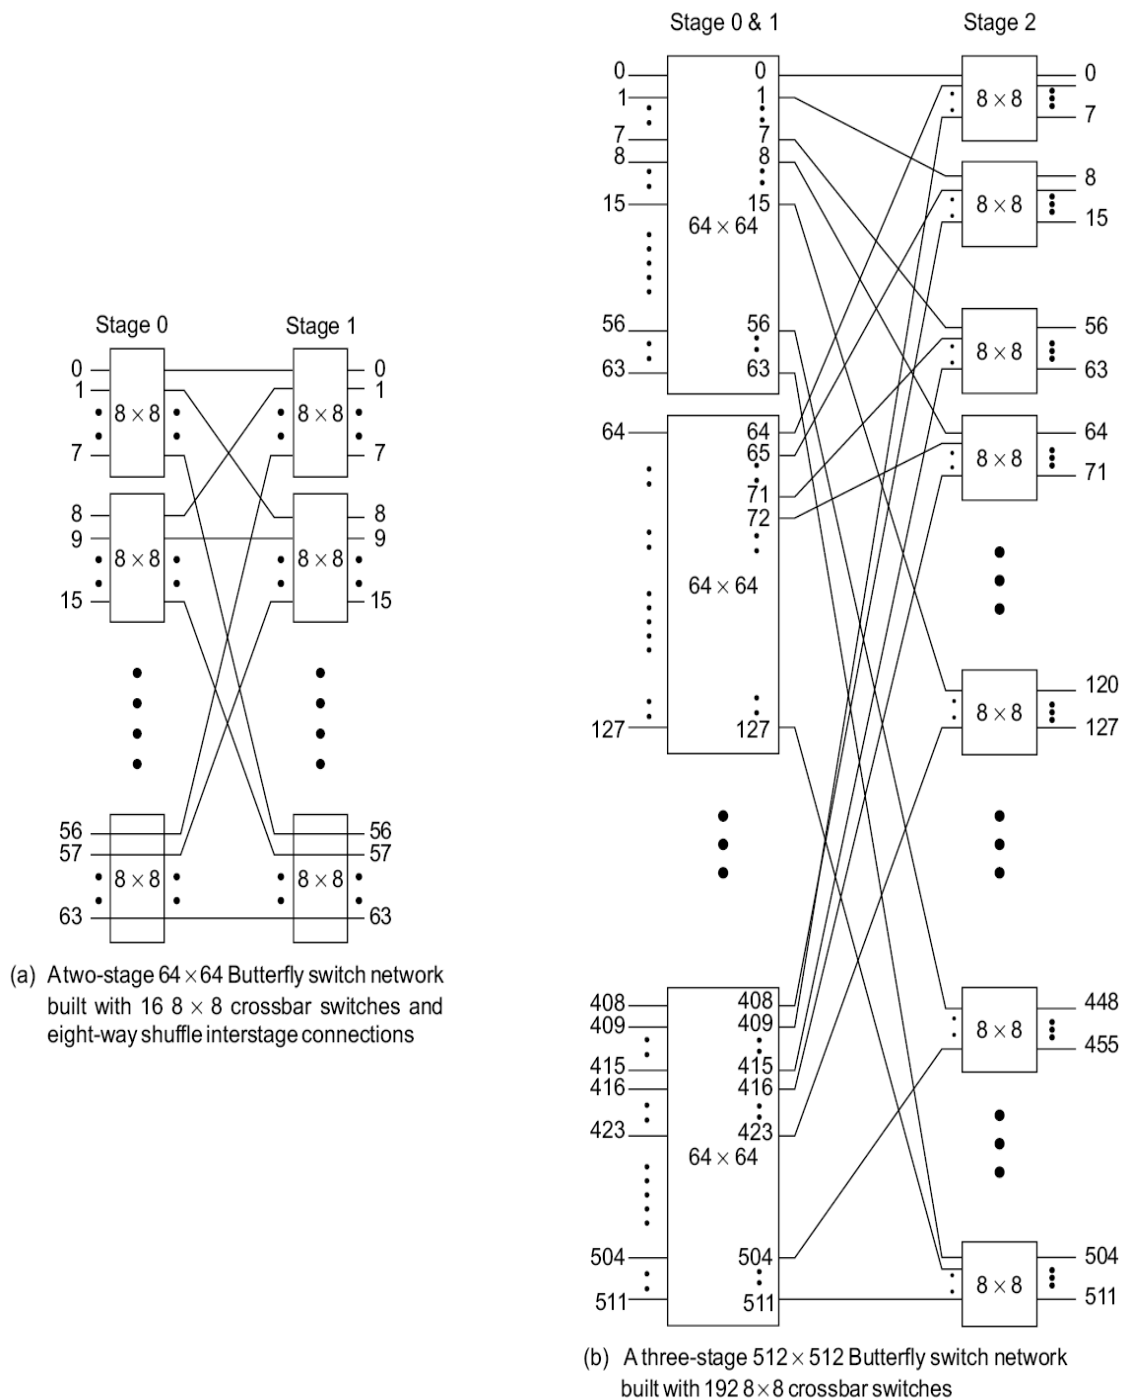 Stage 0 & 1 Stage 2
0 0 0
1 1 8 × 8
7 7 7
8 8 8
15 15 8 × 8 15
64 × 64
56 56 56
8 × 8
63 63 63
64 64 64
65 8 × 8
71 71
72
64 × 64
120
8 × 8
127 127 127
408 408 448
409 409 8 × 8
415 415 455
416 416
423 423
64 × 64
504 504 504
8 × 8
511 511 511
Stage 0 Stage 1
0 0
1 1
8 × 8 8 × 8
7 7
8 8
9 9
8 × 8 8 × 8
15 15
56 56
57 57
8 × 8 8 × 8
63 63
(a) A two-stage 64 × 64 Butterfly switch network
built with 16 8 × 8 crossbar switches and
eight-way shuffle interstage connections
(b) A three-stage 512 × 512 Butterfly switch network
built with 192 8 × 8 crossbar switches